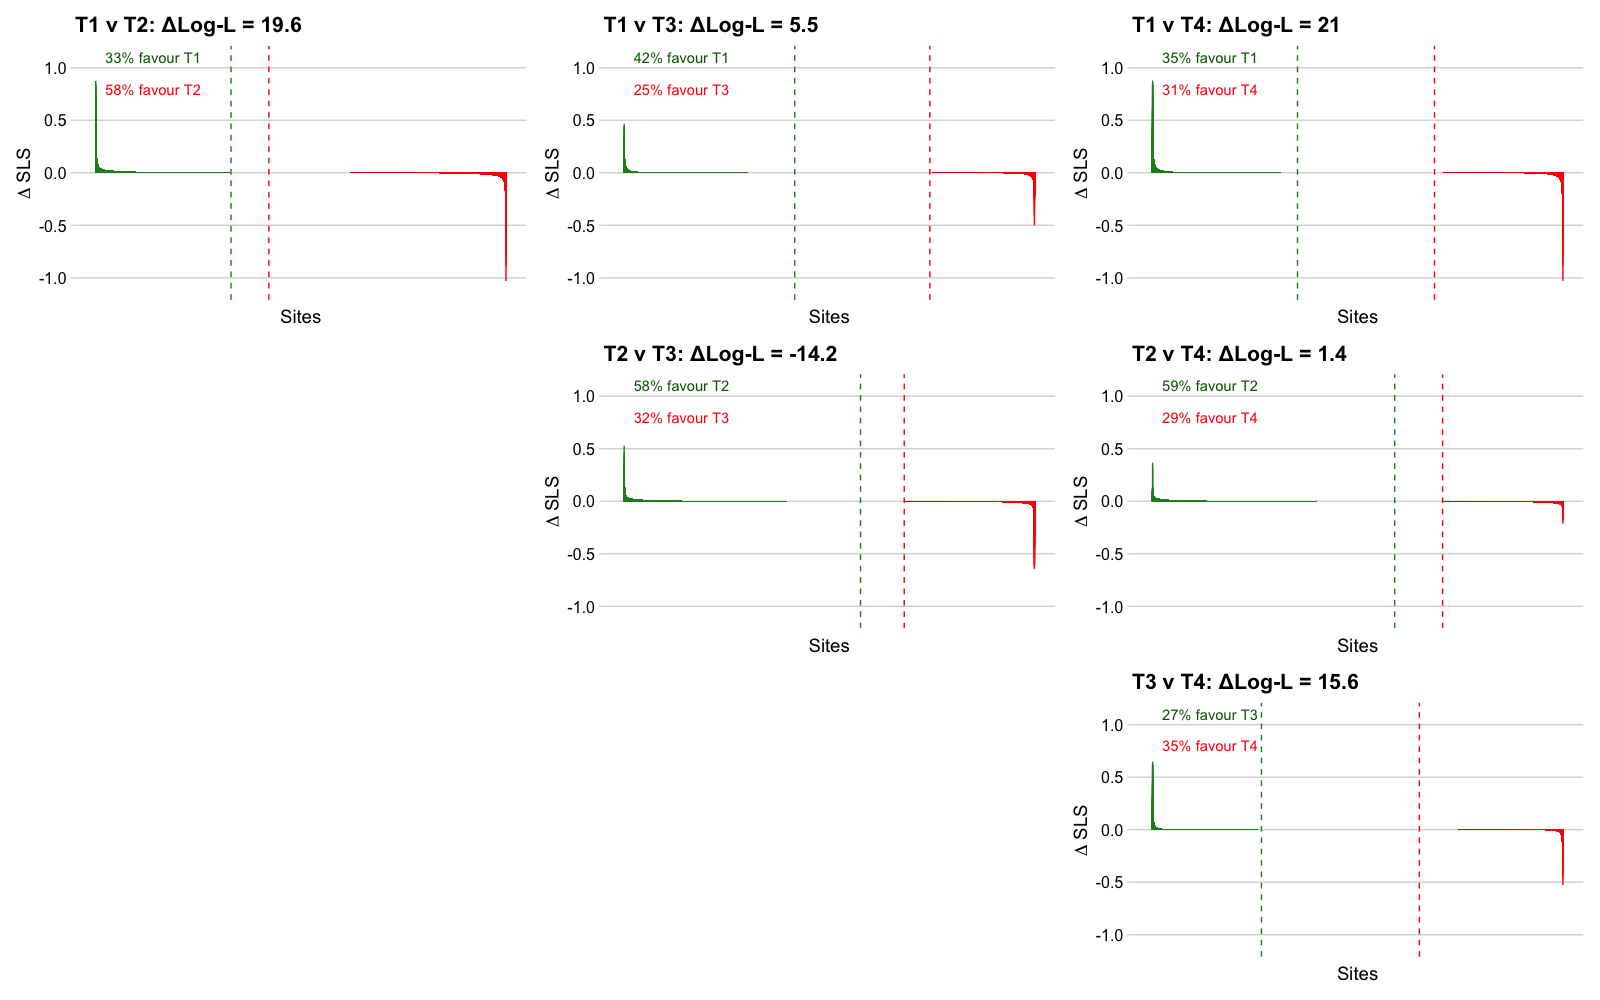 T1 v T2: ΔLog-L = 19.6
33% favour T1
58% favour T2
1.0
0.5
0.0
-0.5
-1.0
Δ SLS
Sites
T1 v T3: ΔLog-L = 5.5
42% favour T1
25% favour T3
1.0
0.5
0.0
-0.5
-1.0
Δ SLS
Sites
T1 v T4: ΔLog-L = 21
35% favour T1
31% favour T4
1.0
0.5
0.0
-0.5
-1.0
Δ SLS
Sites
T2 v T3: ΔLog-L = -14.2
58% favour T2
32% favour T3
1.0
0.5
0.0
-0.5
-1.0
Δ SLS
Sites
T2 v T4: ΔLog-L = 1.4
59% favour T2
29% favour T4
1.0
0.5
0.0
-0.5
-1.0
Δ SLS
Sites
T3 v T4: ΔLog-L = 15.6
27% favour T3
35% favour T4
1.0
0.5
0.0
-0.5
-1.0
Δ SLS
Sites